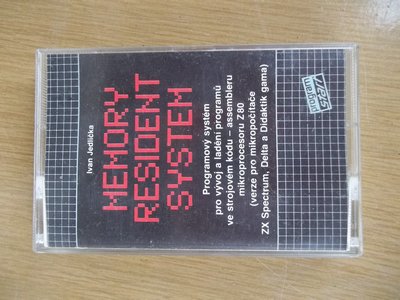 Ivan Jedlička
MEMORY
RESIDENT
SYSTEM
Programový systém
pro vývoj a ladění programů
ve strojovém kódu – assembleru
mikroprocesoru Z80
(verze pro mikropočítače
ZX Spectrum, Delta a Didaktik gama)
program